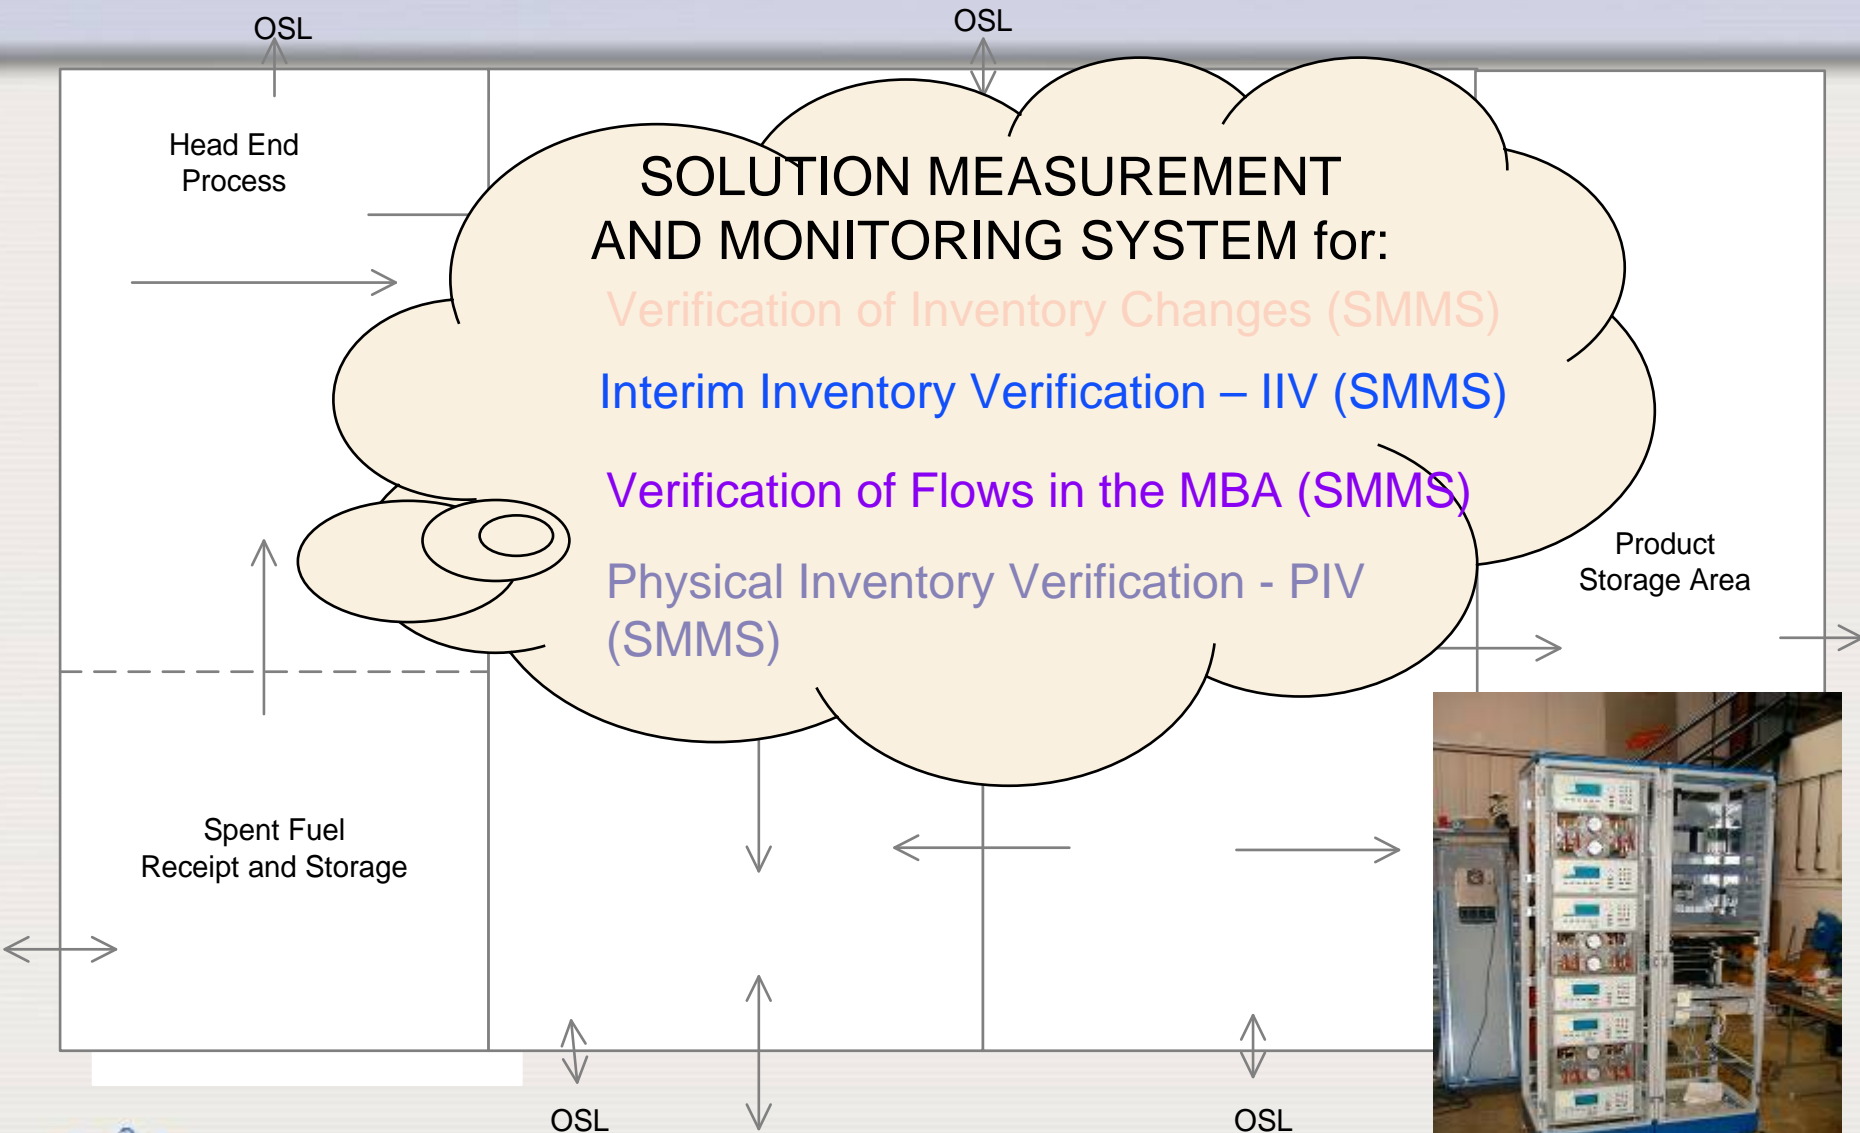 OSL
OSL
Head End
Process
SOLUTION MEASUREMENT
AND MONITORING SYSTEM for:
Verification of Inventory Changes (SMMS)
Interim Inventory Verification – IIV (SMMS)
Verification of Flows in the MBA (SMMS)
Physical Inventory Verification - PIV
(SMMS)
Product
Storage Area
Spent Fuel
Receipt and Storage
OSL
OSL